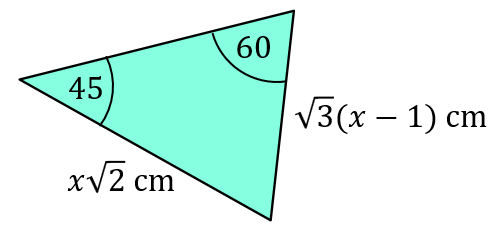 60
45
√3(x − 1) cm
x√2 cm